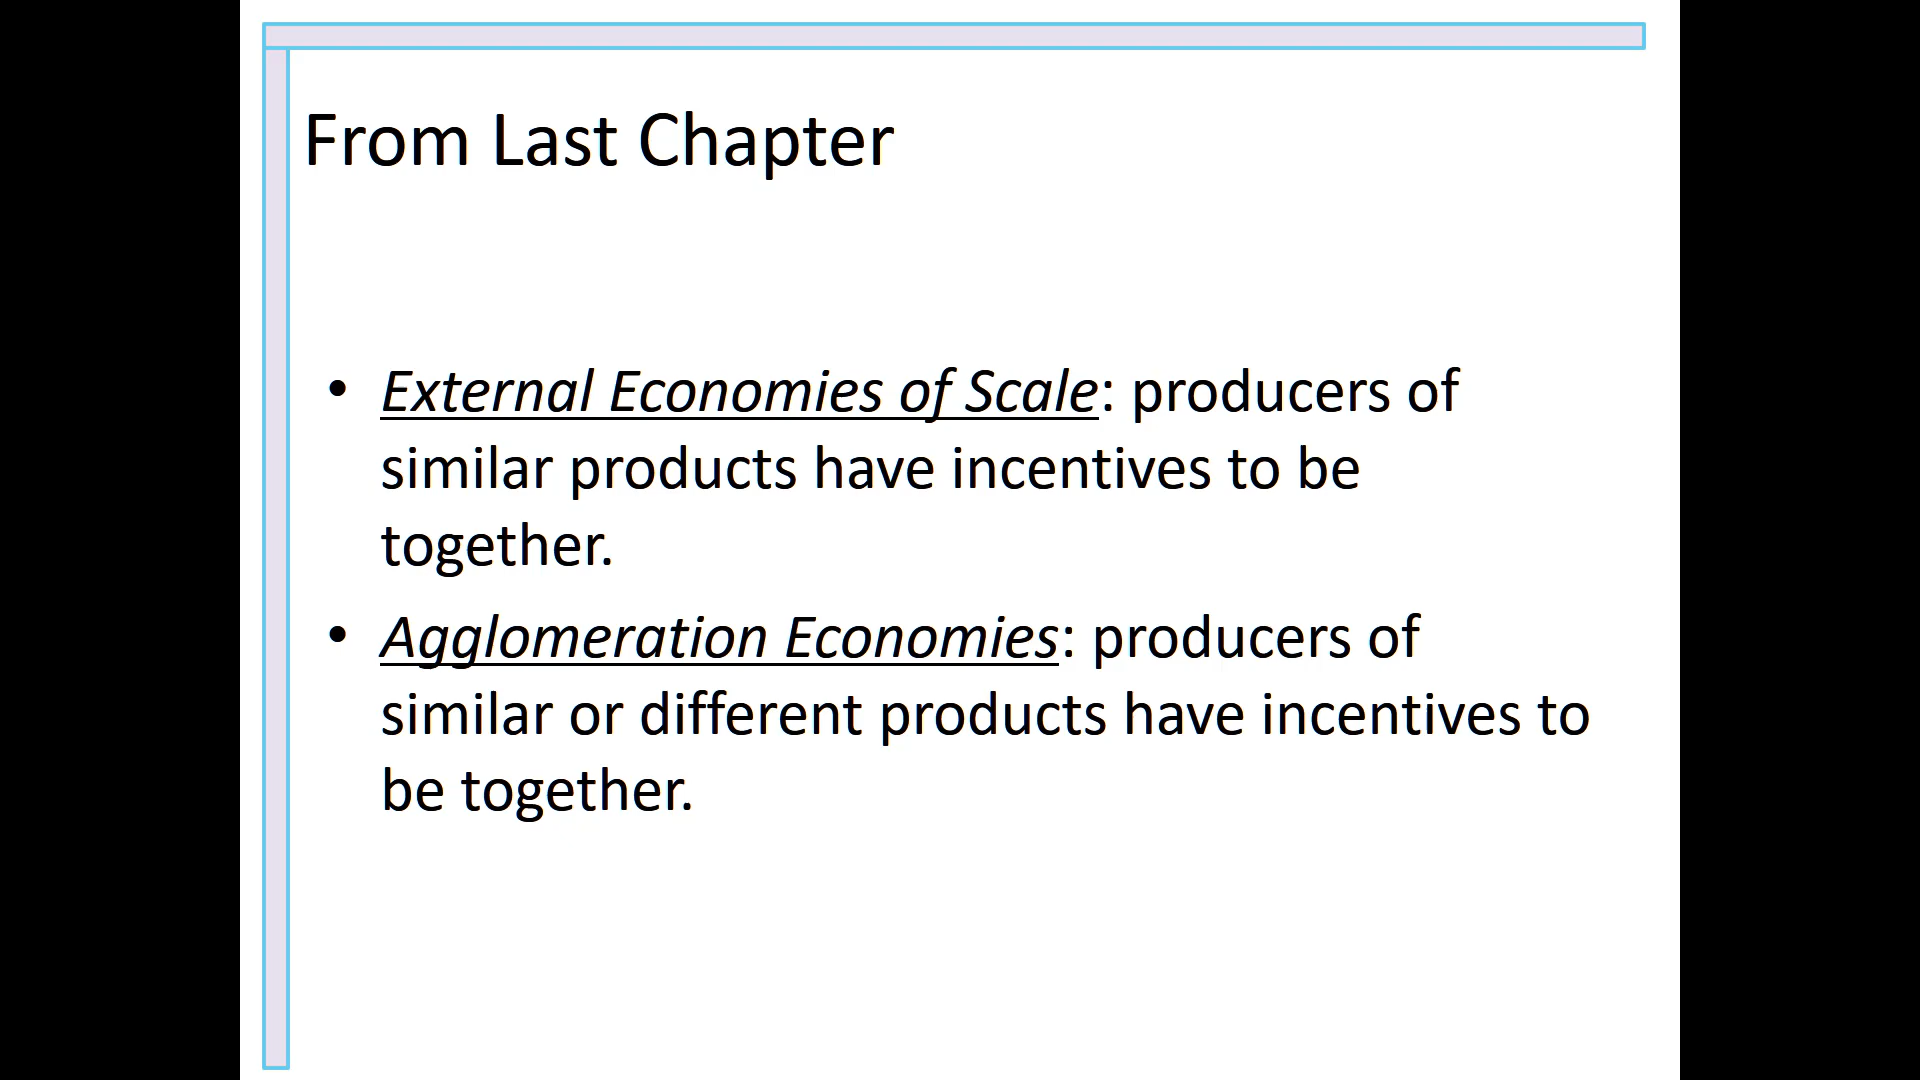 From Last Chapter
• External Economies of Scale: producers of
similar products have incentives to be
together.
• Agglomeration Economies: producers of
similar or different products have incentives to
be together.